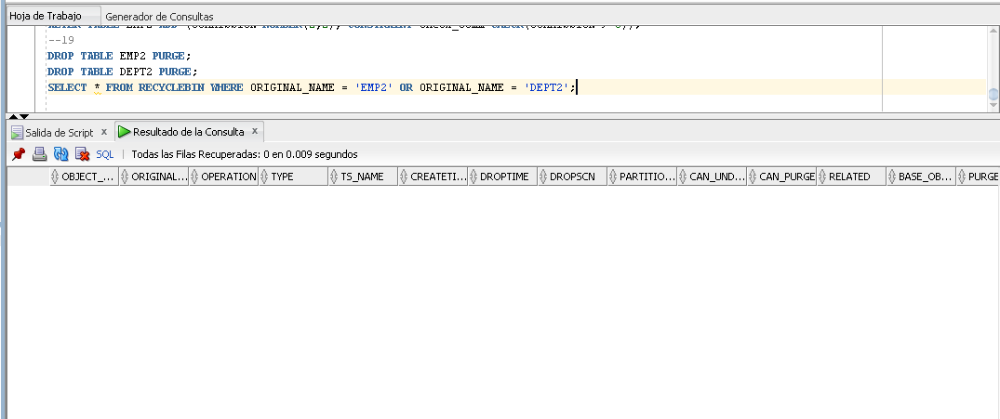 Hoja de Trabajo Generador de Consultas
--19
DROP TABLE EMP2 PURGE;
DROP TABLE DEPT2 PURGE;
SELECT * FROM RECYCLEBIN WHERE ORIGINAL_NAME = 'EMP2' OR ORIGINAL_NAME = 'DEPT2';
Salida de Script x Resultado de la Consulta x
SQL | Todas las Filas Recuperadas: 0 en 0.009 segundos
OBJECT_... ORIGINAL... OPERATION TYPE TS_NAME CREATETI... DROPTIME DROPSCN PARTITIO... CAN_UND... CAN_PURGE RELATED BASE_OB... PURGE